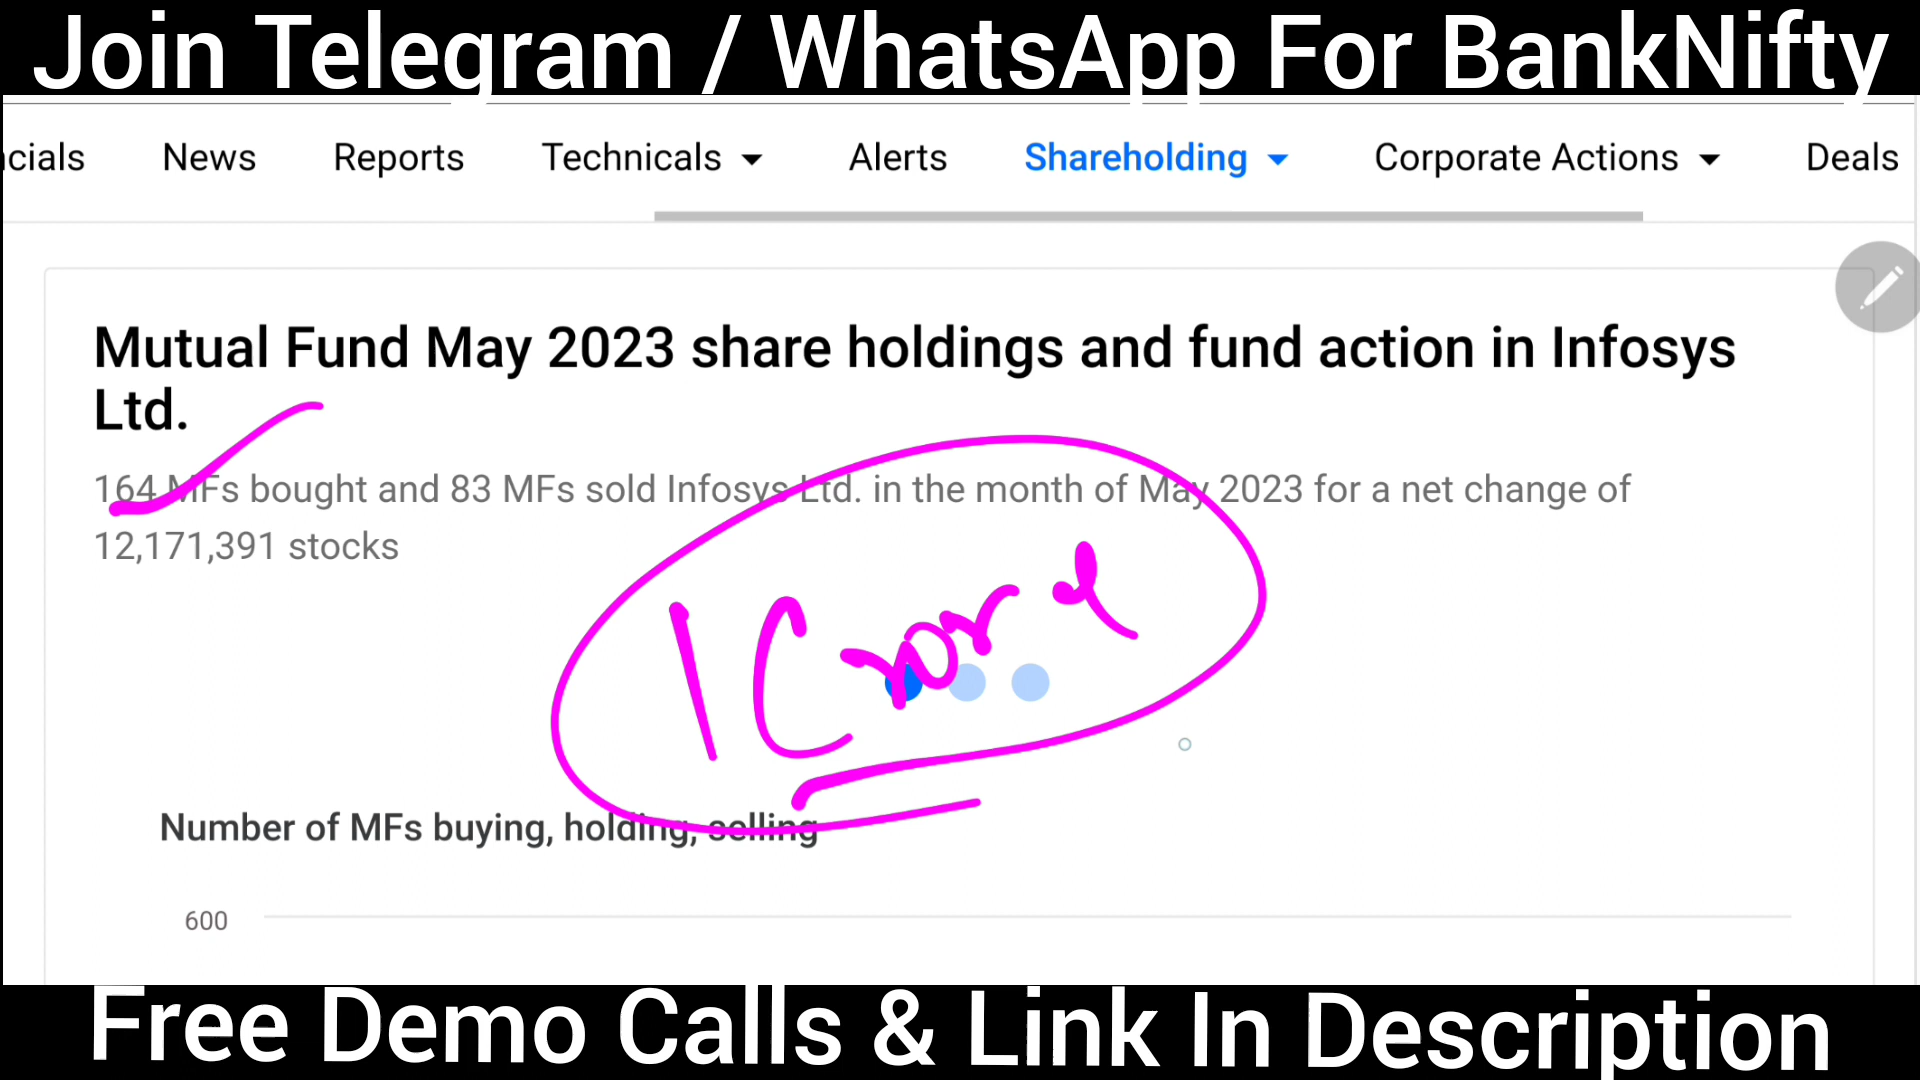 Join Telegram / WhatsApp For BankNifty
ncials News Reports Technicals Alerts Shareholding Corporate Actions Deals
Mutual Fund May 2023 share holdings and fund action in Infosys
Ltd.
164 MFs bought and 83 MFs sold Infosys Ltd. in the month of May 2023 for a net change of
12,171,391 stocks
1 Crore
Number of MFs buying, holding, selling
600
Free Demo Calls & Link In Description